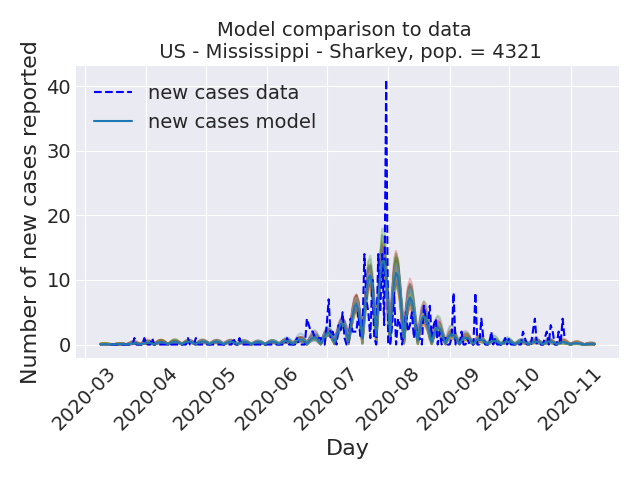 Model comparison to data
US - Mississippi - Sharkey, pop. = 4321
Number of new cases reported
40
30
20
10
0
new cases data
new cases model
2020-03
2020-04
2020-05
2020-06
2020-07
2020-08
2020-09
2020-10
2020-11
Day